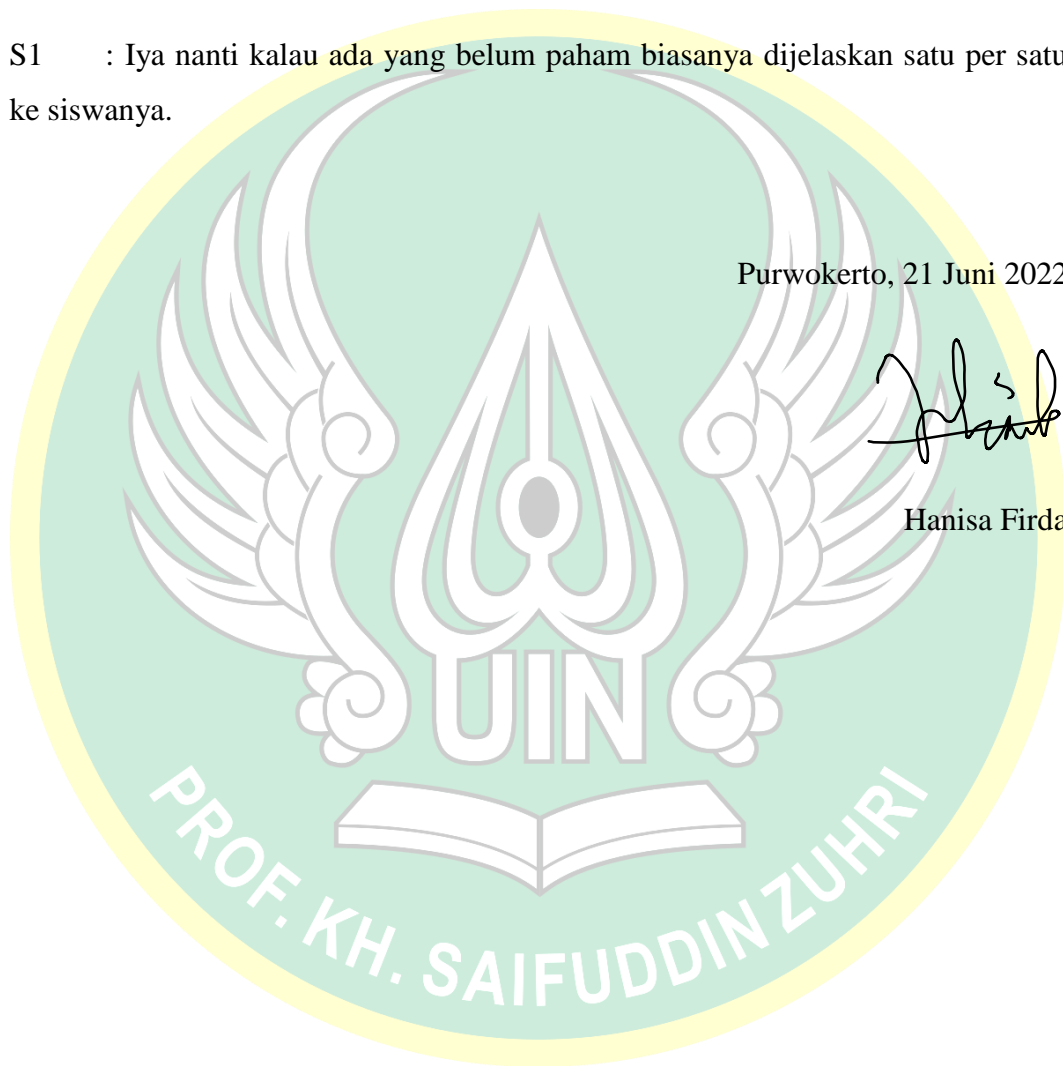 S1 : Iya nanti kalau ada yang belum paham biasanya dijelaskan satu per satu
ke siswanya.
Purwokerto, 21 Juni 2022
Hanisa Firda
UIN
PROF. KH. SAIFUDDIN ZUHRI